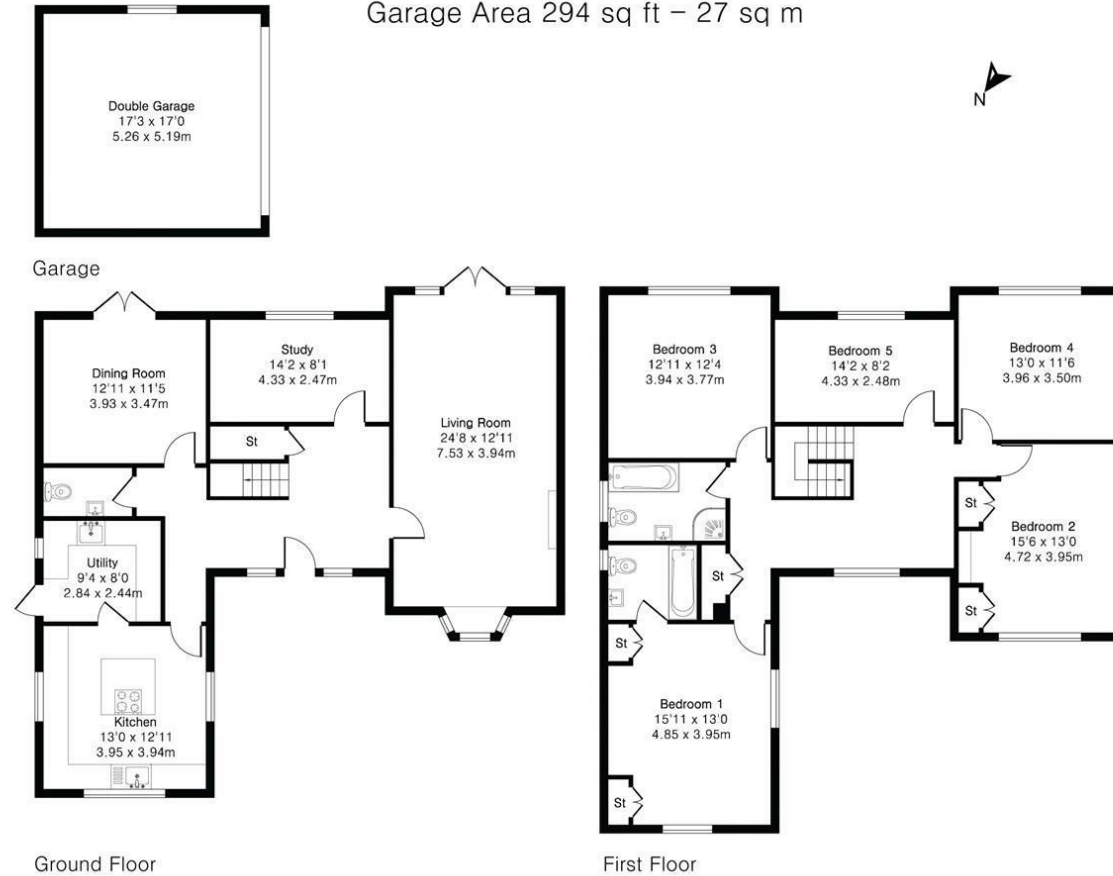 Garage Area 294 sq ft – 27 sq m
N
Double Garage
17'3 x 17'0
5.26 x 5.19m
Garage
Dining Room
12'11 x 11'5
3.93 x 3.47m
Study
14'2 x 8'1
4.33 x 2.47m
St
Living Room
24'8 x 12'11
7.53 x 3.94m
Utility
9'4 x 8'0
2.84 x 2.44m
Kitchen
13'0 x 12'11
3.95 x 3.94m
Ground Floor
Bedroom 3
12'11 x 12'4
3.94 x 3.77m
Bedroom 5
14'2 x 8'2
4.33 x 2.48m
Bedroom 4
13'0 x 11'6
3.96 x 3.50m
St
Bedroom 2
15'6 x 13'0
4.72 x 3.95m
St
St
St
Bedroom 1
15'11 x 13'0
4.85 x 3.95m
St
First Floor